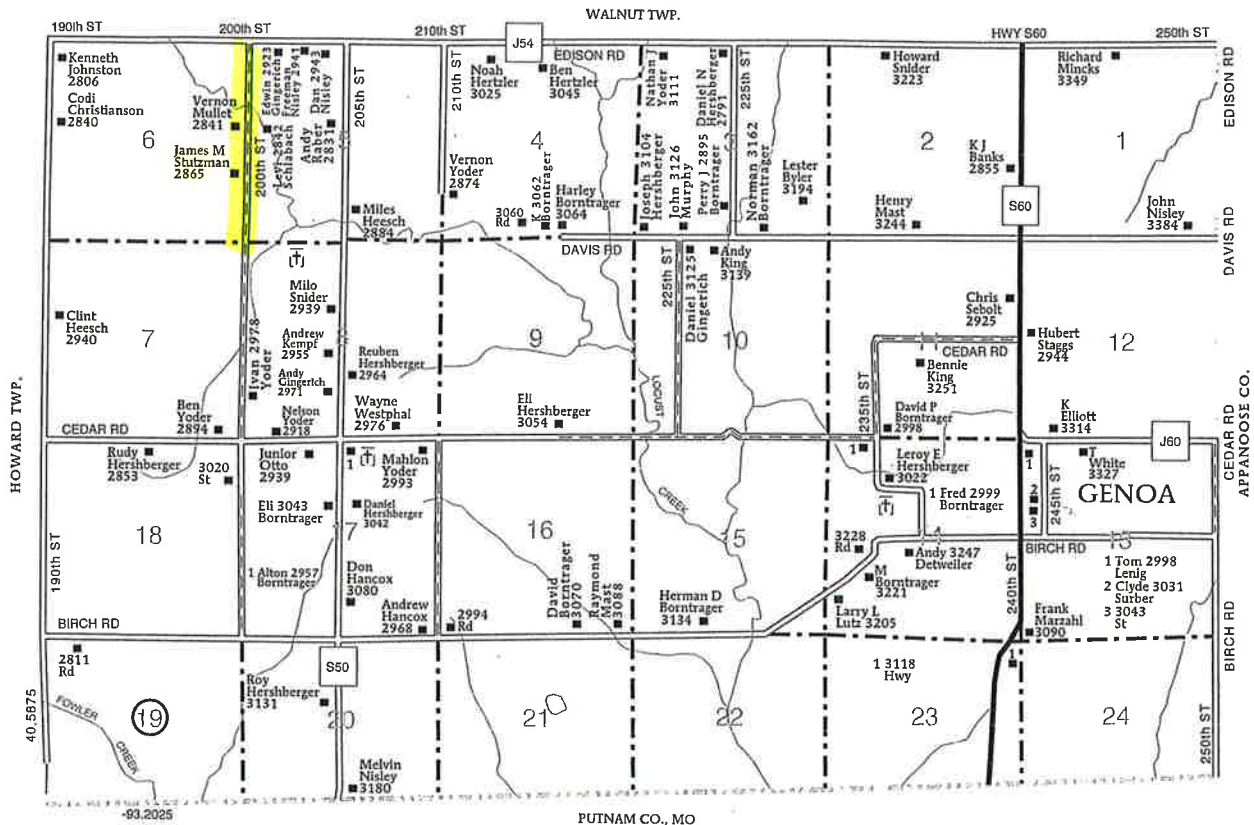 WALNUT TWP.
190th ST
200th ST
210th ST
J54
HWY S60
250th ST
EDISON RD
EDISON RD
Kenneth
Johnston
2806
Codi
Christianson
2840
6
Vernon
Mullet
2841
James M
Stutzman
2865
200th ST
Edwin 2923
Gingerich
Freeman
Nisley 2941
Dan 2943
Nisley
Levi 2842
Schlabach
Andy
Raber
2831
205th ST
Miles
Heesch
2884
210th ST
Noah
Hertzler
3025
Ben
Hertzler
3045
4
Vernon
Yoder
2874
3060
Rd
K 3062
Borntrager
Harley
Borntrager
3064
Nathan J
Yoder
3111
Daniel N
Hershberger
2791
225th ST
3
Joseph 3104
Hershberger
John 3126
Murphy
Perry J 2895
Borntrager
Norman 3162
Borntrager
Lester
Byler
3194
Howard
Snider
3223
2
Henry
Mast
3244
K J
Banks
2855
S60
Richard
Mincks
3349
1
John
Nisley
3384
DAVIS RD
DAVIS RD
DAVIS RD
Clint
Heesch
2940
7
Ben
Yoder
2894
Ivan 2978
Yoder
Milo
Snider
2939
Andrew
Kempf
2955
Andy
Gingerich
2971
Nelson
Yoder
2918
Reuben
Hershberger
2964
Wayne
Westphal
2976
9
Eli
Hershberger
3054
LOCUST
225th ST
Daniel 3125
Gingerich
Andy
King
3139
10
Chris
Sebolt
2925
CEDAR RD
Bennie
King
3251
235th ST
David P
Borntrager
2998
Hubert
Staggs
2944
12
K
Elliott
3314
CEDAR RD
CEDAR RD
J60
HOWARD TWP.
APPANOOSE CO.
Rudy
Hershberger
2853
3020
St
18
190th ST
Junior
Otto
2939
Eli 3043
Borntrager
1 Alton 2957
Borntrager
1
Mahlon
Yoder
2993
Daniel
Hershberger
3042
Don
Hancox
3080
Andrew
Hancox
2968
16
2994
Rd
David
Borntrager
3070
Raymond
Mast
3088
CREEK
Herman D
Borntrager
3134
1
Leroy E
Hershberger
3022
1 Fred 2999
Borntrager
3228
Rd
Andy 3247
Detweiler
M
Borntrager
3221
Larry L
Lutz 3205
240th ST
1
2
3
245th ST
T
White
3327
GENOA
BIRCH RD
1 Tom 2998
Lenig
2 Clyde 3031
Surber
3 3043
St
Frank
Marzahl
3090
BIRCH RD
BIRCH RD
2811
Rd
S50
Roy
Hershberger
3131
FOWLER
CREEK
19
20
21
22
23
24
1 3118
Hwy
1
250th ST
Melvin
Nisley
3180
40.5875
-93.2025
PUTNAM CO., MO